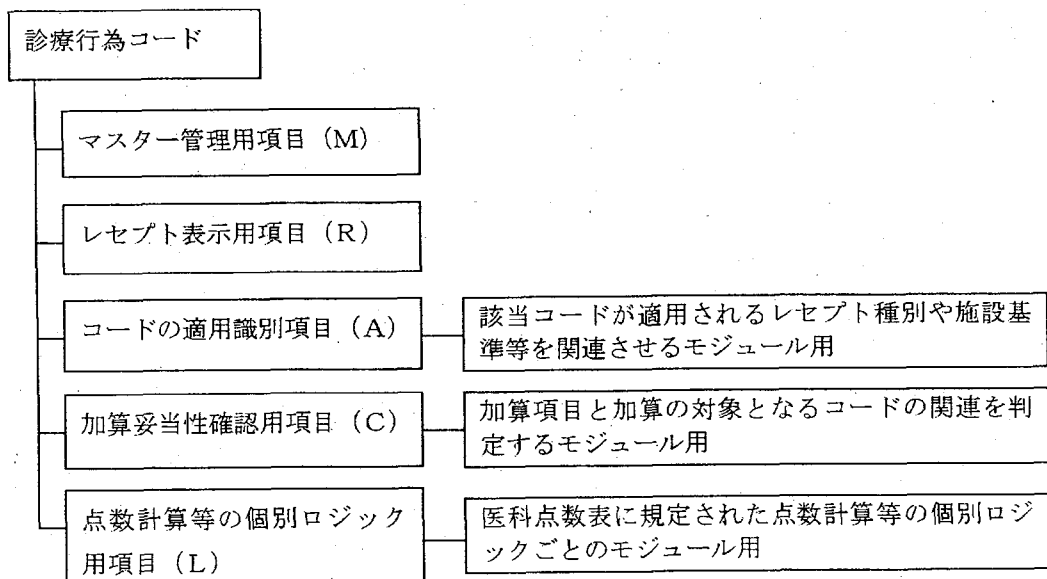 診療行為コード
マスター管理用項目（M）
レセプト表示用項目（R）
コードの適用識別項目（A）
該当コードが適用されるレセプト種別や施設基
準等を関連させるモジュール用
加算妥当性確認用項目（C）
加算項目と加算の対象となるコードの関連を判
定するモジュール用
点数計算等の個別ロジック
用項目（L）
医科点数表に規定された点数計算等の個別ロジ
ックごとのモジュール用